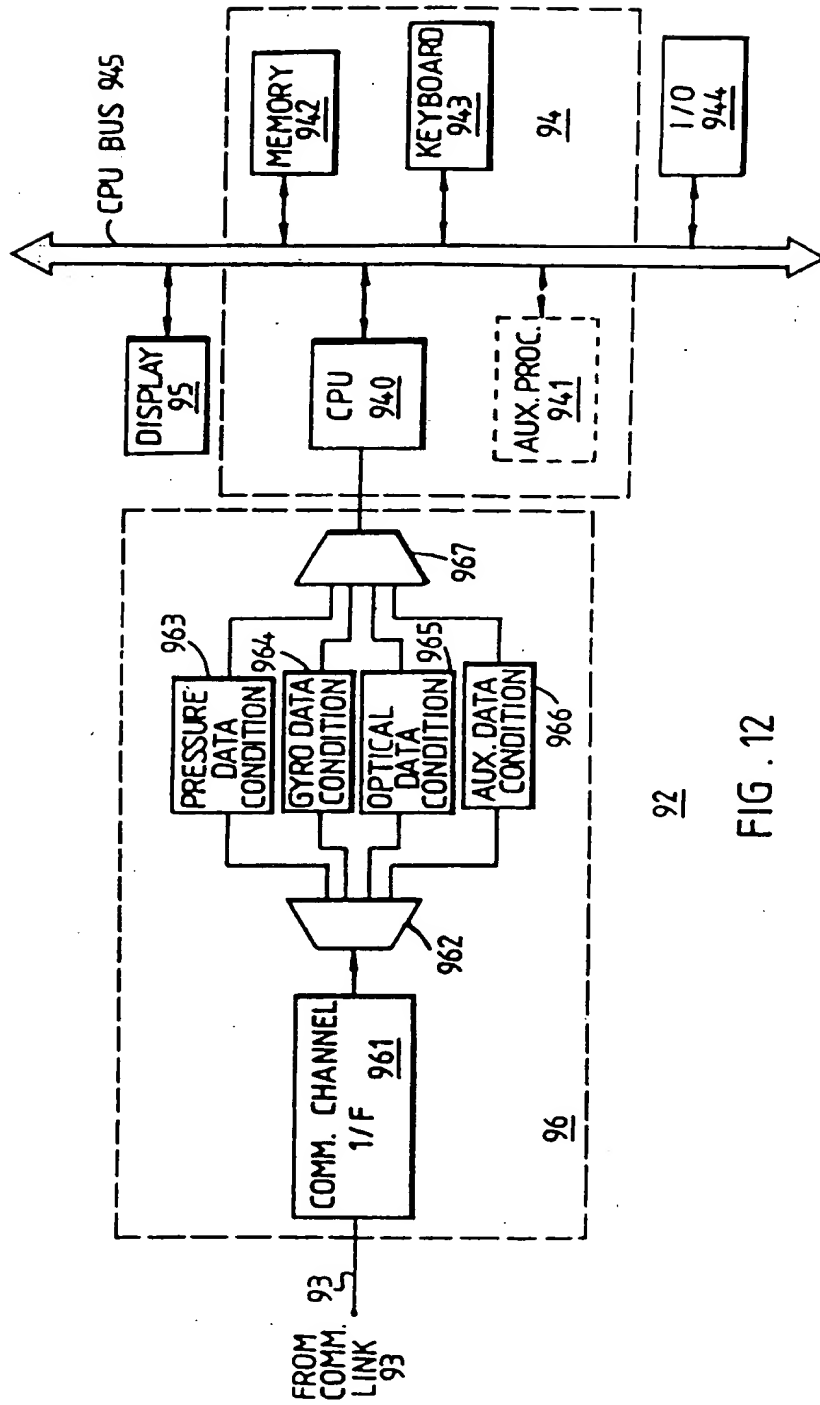 FROM
COMM.
LINK
93
93
COMM. CHANNEL
1/F 961
96
962
PRESSURE
DATA
CONDITION
963
GYRO DATA
CONDITION
964
OPTICAL
DATA
CONDITION
965
AUX. DATA
CONDITION
966
967
DISPLAY
95
CPU
940
AUX. PROC.
941
CPU BUS 945
MEMORY
942
KEYBOARD
943
94
I/O
944
92
FIG. 12